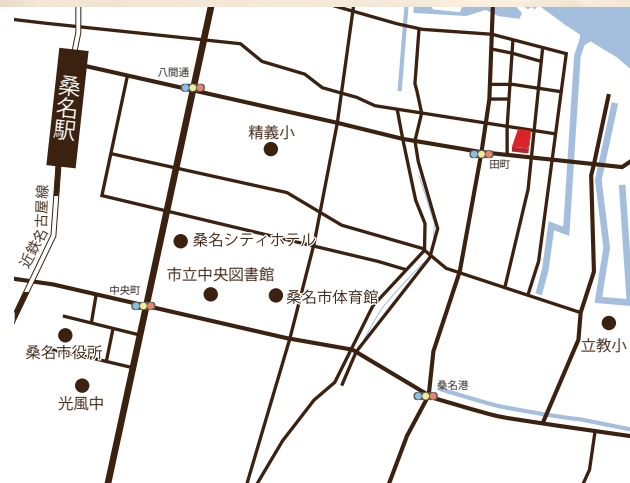 八間通
桑名駅
精義小
田町
近鉄名古屋線
桑名シティホテル
市立中央図書館
中央町
桑名市体育館
桑名市役所
立教小
桑名港
光風中